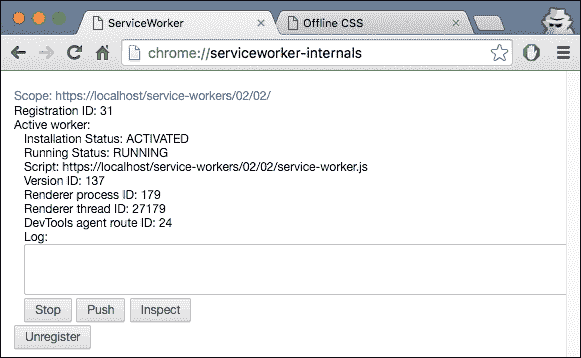 ServiceWorker
Offline CSS
chrome://serviceworker-internals
Scope: https://localhost/service-workers/02/02/
Registration ID: 31
Active worker:
Installation Status: ACTIVATED
Running Status: RUNNING
Script: https://localhost/service-workers/02/02/service-worker.js
Version ID: 137
Renderer process ID: 179
Renderer thread ID: 27179
DevTools agent route ID: 24
Log:
Stop Push Inspect
Unregister